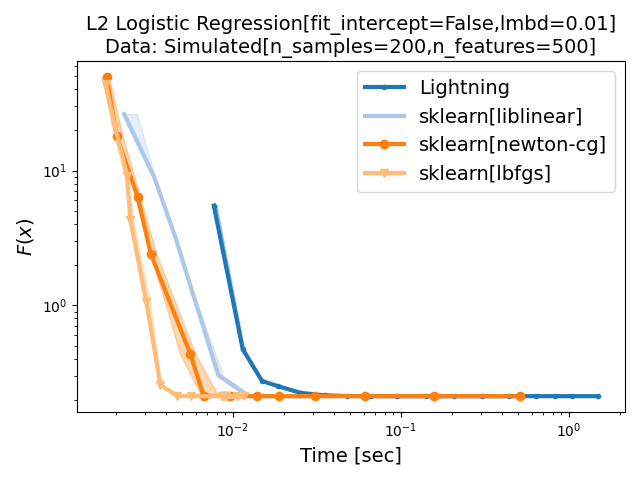 L2 Logistic Regression[fit_intercept=False,lmbd=0.01]
Data: Simulated[n_samples=200,n_features=500]
Lightning
sklearn[liblinear]
sklearn[newton-cg]
sklearn[lbfgs]
F(x)
10¹
10⁰
10⁻²
10⁻¹
10⁰
Time [sec]